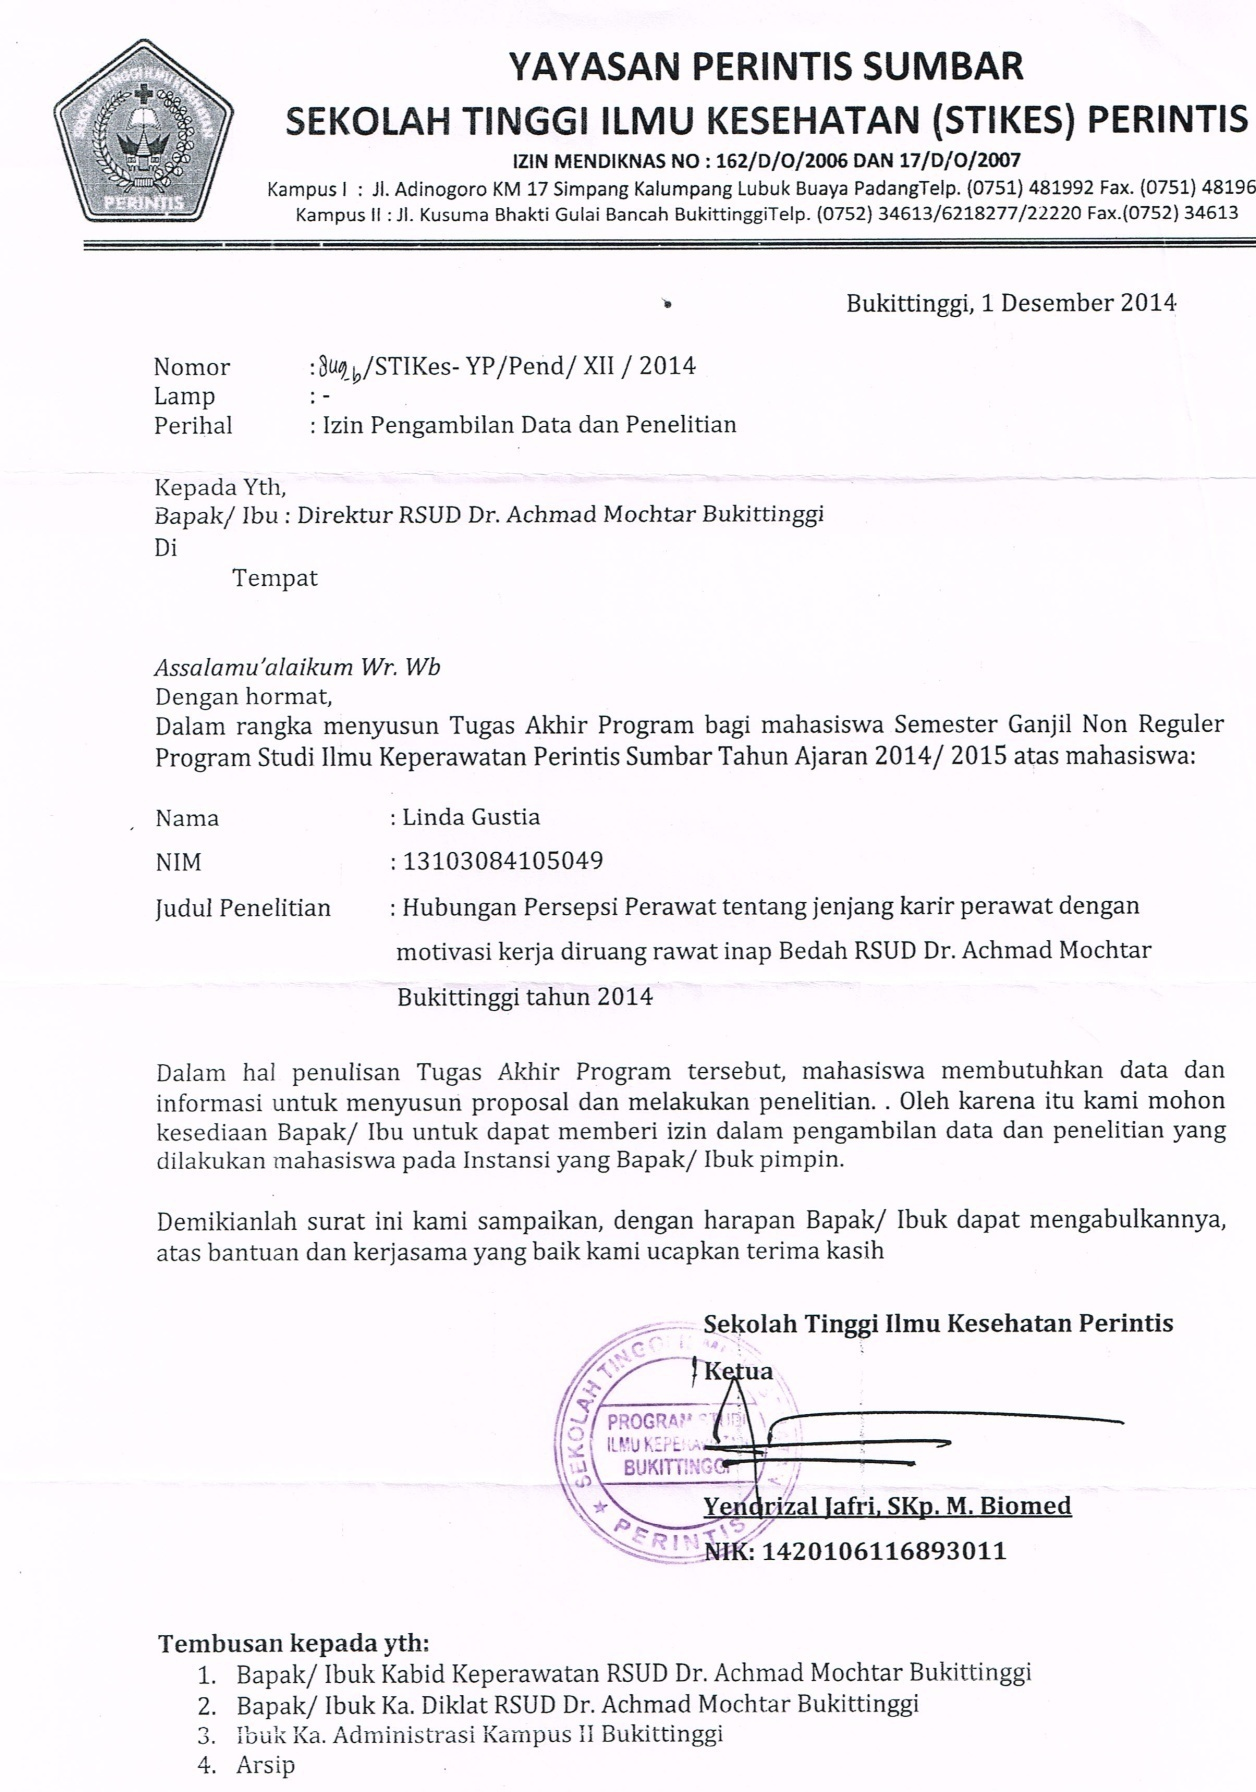 SEKOLAH TINGGI ILMU KESEHATAN
PERINTIS
YAYASAN PERINTIS SUMBAR
SEKOLAH TINGGI ILMU KESEHATAN (STIKES) PERINTIS
IZIN MENDIKNAS NO : 162/D/O/2006 DAN 17/D/O/2007
Kampus I : Jl. Adinogoro KM 17 Simpang Kalumpang Lubuk Buaya PadangTelp. (0751) 481992 Fax. (0751) 48196
Kampus II : Jl. Kusuma Bhakti Gulai Bancah BukittinggiTelp. (0752) 34613/6218277/22220 Fax.(0752) 34613
Bukittinggi, 1 Desember 2014
Nomor : /STIKes- YP/Pend/ XII / 2014
Lamp : -
Perihal : Izin Pengambilan Data dan Penelitian
Kepada Yth,
Bapak/ Ibu : Direktur RSUD Dr. Achmad Mochtar Bukittinggi
Di
Tempat
Assalamu'alaikum Wr. Wb
Dengan hormat,
Dalam rangka menyusun Tugas Akhir Program bagi mahasiswa Semester Ganjil Non Reguler
Program Studi Ilmu Keperawatan Perintis Sumbar Tahun Ajaran 2014/ 2015 atas mahasiswa:
Nama : Linda Gustia
NIM : 13103084105049
Judul Penelitian : Hubungan Persepsi Perawat tentang jenjang karir perawat dengan
motivasi kerja diruang rawat inap Bedah RSUD Dr. Achmad Mochtar
Bukittinggi tahun 2014
Dalam hal penulisan Tugas Akhir Program tersebut, mahasiswa membutuhkan data dan
informasi untuk menyusun proposal dan melakukan penelitian. . Oleh karena itu kami mohon
kesediaan Bapak/ Ibu untuk dapat memberi izin dalam pengambilan data dan penelitian yang
dilakukan mahasiswa pada Instansi yang Bapak/ Ibuk pimpin.
Demikianlah surat ini kami sampaikan, dengan harapan Bapak/ Ibuk dapat mengabulkannya,
atas bantuan dan kerjasama yang baik kami ucapkan terima kasih
Sekolah Tinggi Ilmu Kesehatan Perintis
Ketua
SEKOLAH TINGGI
PROGRAM STUDI
ILMU
BUKITTINGGI
PERINTIS
Yendrizal Jafri, SKp. M. Biomed
NIK: 1420106116893011
Tembusan kepada yth:
1. Bapak/ Ibuk Kabid Keperawatan RSUD Dr. Achmad Mochtar Bukittinggi
2. Bapak/ Ibuk Ka. Diklat RSUD Dr. Achmad Mochtar Bukittinggi
3. Ibuk Ka. Administrasi Kampus II Bukittinggi
4. Arsip